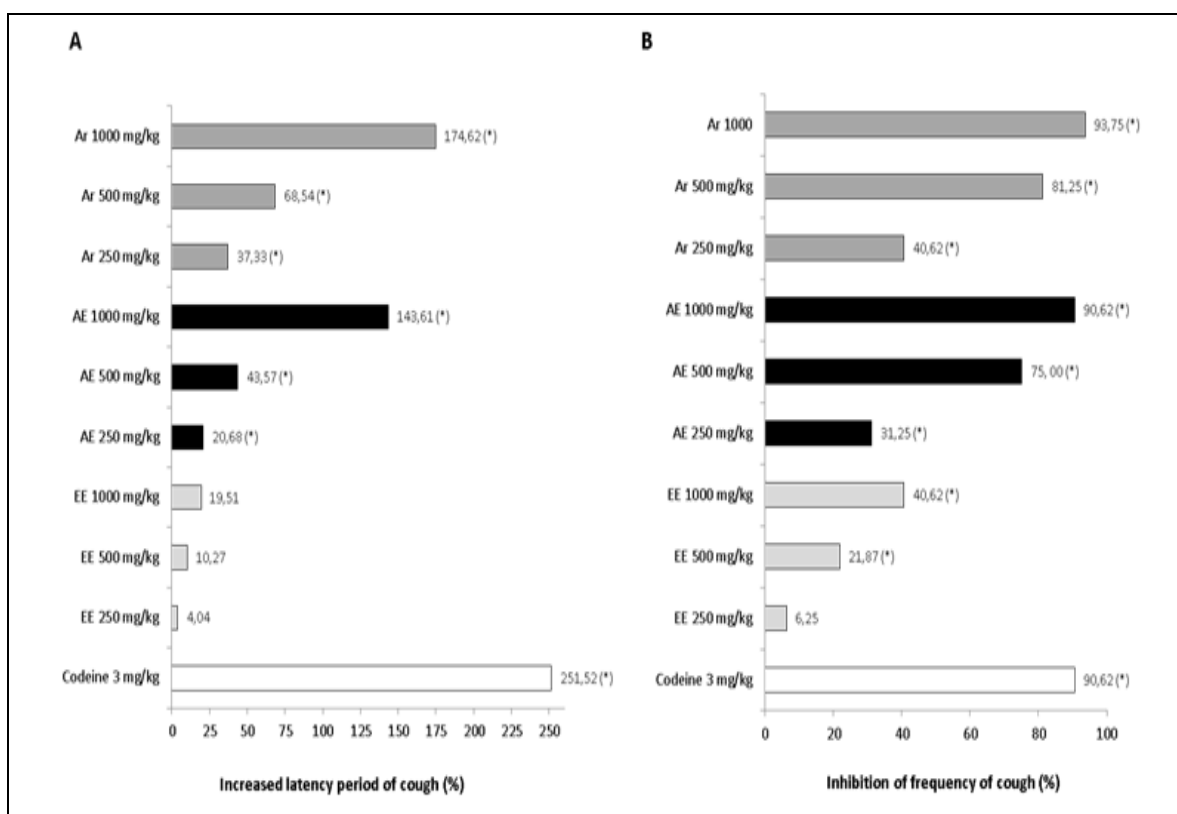 A
Ar 1000 mg/kg
174,62 (*)
Ar 500 mg/kg
68,54 (*)
Ar 250 mg/kg
37,33 (*)
AE 1000 mg/kg
143,61 (*)
AE 500 mg/kg
43,57 (*)
AE 250 mg/kg
20,68 (*)
EE 1000 mg/kg
19,51
EE 500 mg/kg
10,27
EE 250 mg/kg
4,04
Codeine 3 mg/kg
251,52 (*)
0 25 50 75 100 125 150 175 200 225 250
Increased latency period of cough (%)
B
Ar 1000
93,75 (*)
Ar 500 mg/kg
81,25 (*)
Ar 250 mg/kg
40,62 (*)
AE 1000 mg/kg
90,62 (*)
AE 500 mg/kg
75, 00 (*)
AE 250 mg/kg
31,25 (*)
EE 1000 mg/kg
40,62 (*)
EE 500 mg/kg
21,87 (*)
EE 250 mg/kg
6,25
Codeine 3 mg/kg
90,62 (*)
0 20 40 60 80 100
Inhibition of frequency of cough (%)